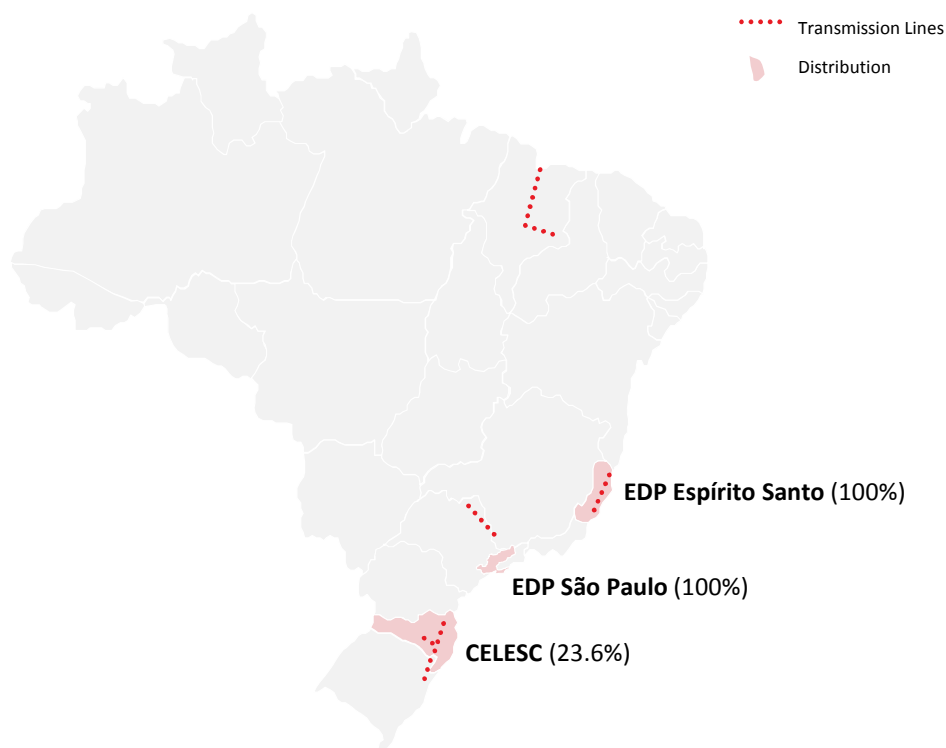 Transmission Lines
Distribution
EDP Espírito Santo (100%)
EDP São Paulo (100%)
CELESC (23.6%)